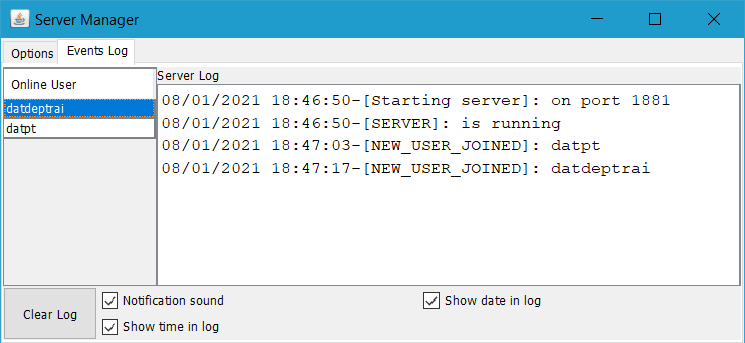 Server Manager
Options
Events Log
Online User
datdeptrai
datpt
Server Log
08/01/2021 18:46:50-[Starting server]: on port 1881
08/01/2021 18:46:50-[SERVER]: is running
08/01/2021 18:47:03-[NEW_USER_JOINED]: datpt
08/01/2021 18:47:17-[NEW_USER_JOINED]: datdeptrai
Clear Log
Notification sound
Show date in log
Show time in log